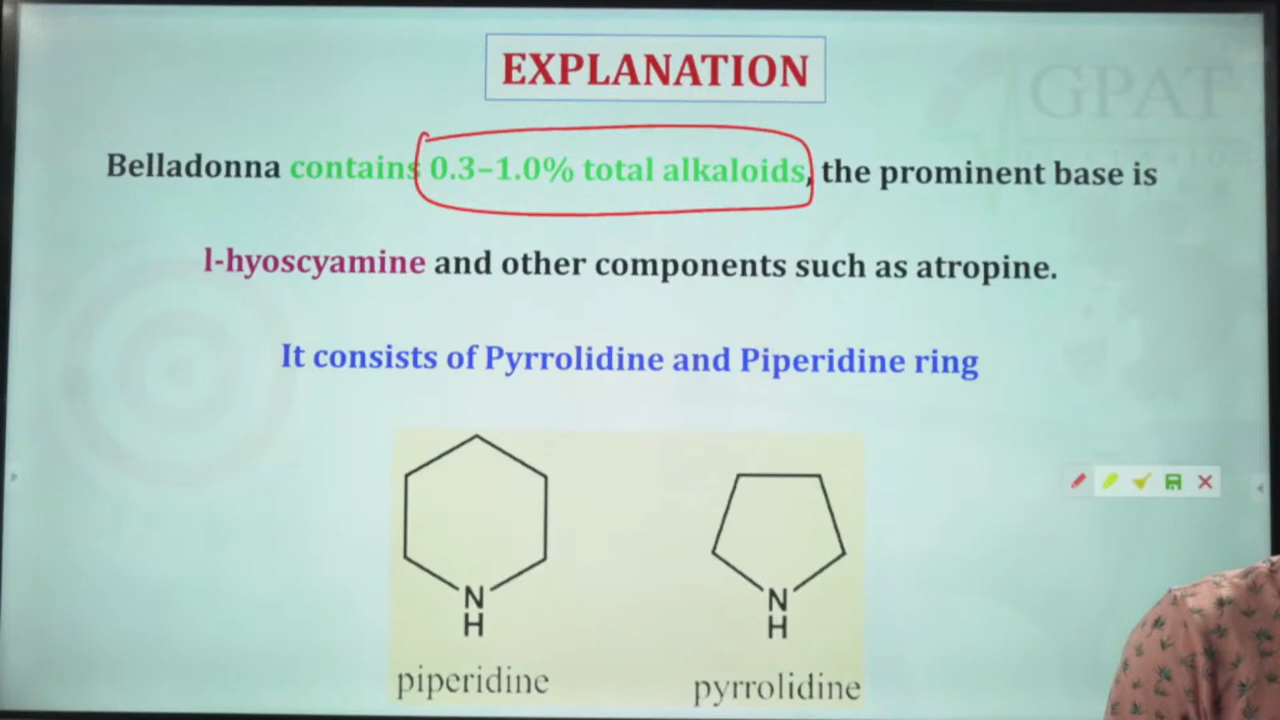 EXPLANATION
GPAT
Belladonna contains 0.3–1.0% total alkaloids, the prominent base is
l-hyoscyamine and other components such as atropine.
It consists of Pyrrolidine and Piperidine ring
N
H
N
H
piperidine
pyrrolidine